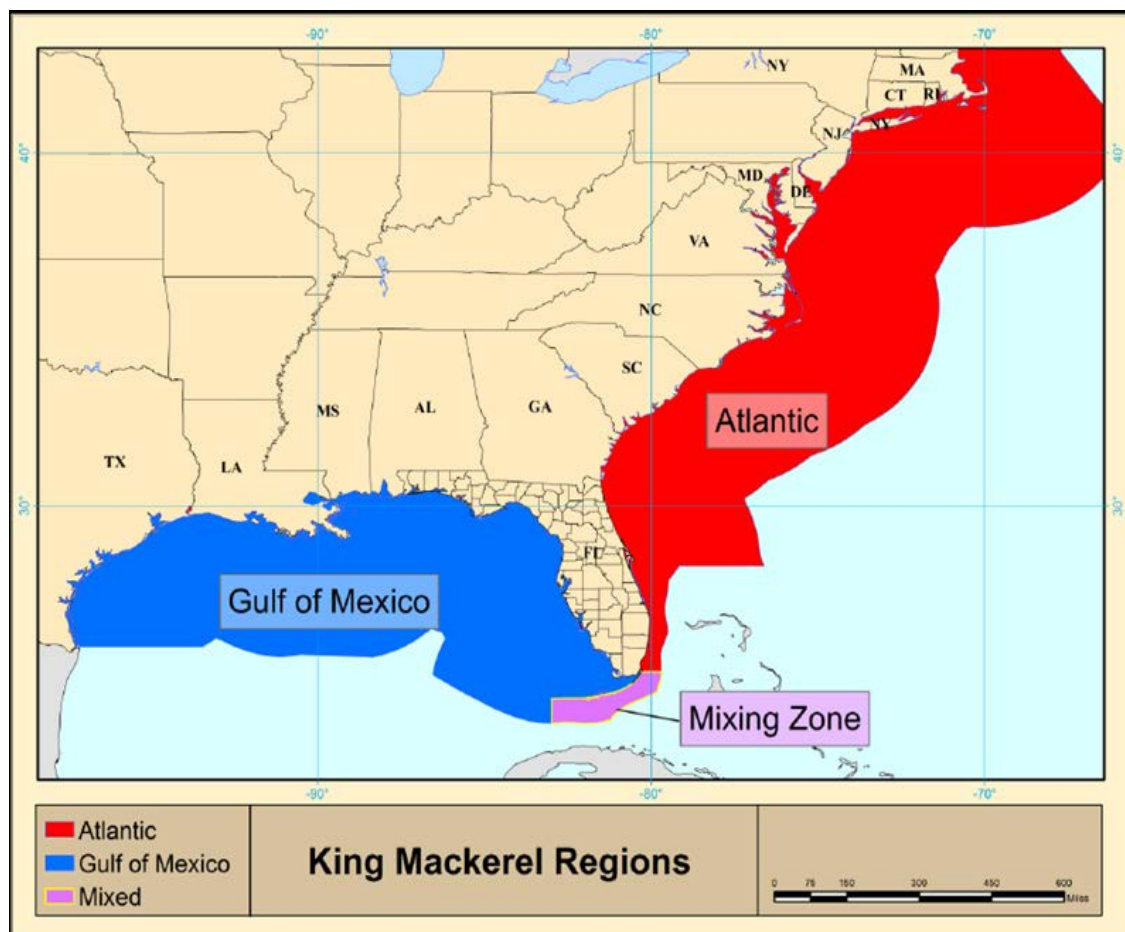 -90°
-80°
-70°
NY
MA
CT
RI
NY
NJ
40°
40°
MD
DE
VA
NC
SC
Atlantic
MS
AL
GA
TX
LA
30°
30°
FL
Gulf of Mexico
Mixing Zone
-90°
-80°
-70°
Atlantic
Gulf of Mexico
Mixed
King Mackerel Regions
0 75 150 300 450 600
Miles